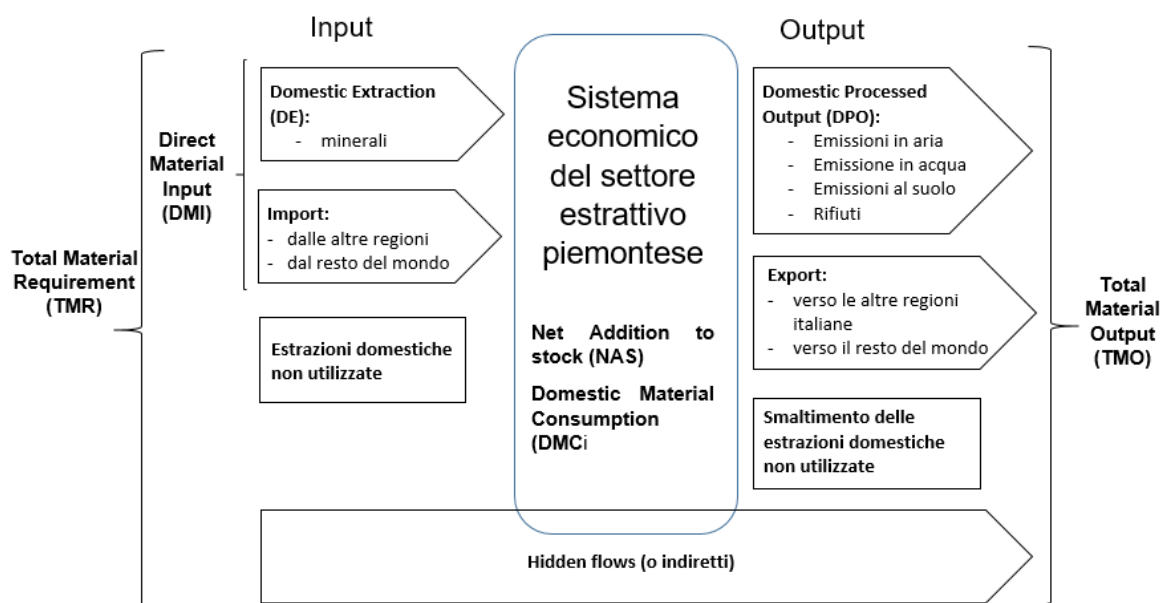 Input
Output
Total Material
Requirement
(TMR)
Direct
Material
Input
(DMI)
Domestic Extraction
(DE):
- minerali
Import:
- dalle altre regioni
- dal resto del mondo
Estrazioni domestiche
non utilizzate
Sistema
economico
del settore
estrattivo
piemontese
Net Addition to
stock (NAS)
Domestic Material
Consumption
(DMCi
Domestic Processed
Output (DPO):
- Emissioni in aria
- Emissione in acqua
- Emissioni al suolo
- Rifiuti
Export:
- verso le altre regioni
italiane
- verso il resto del mondo
Smaltimento delle
estrazioni domestiche
non utilizzate
Total
Material
Output
(TMO)
Hidden flows (o indiretti)